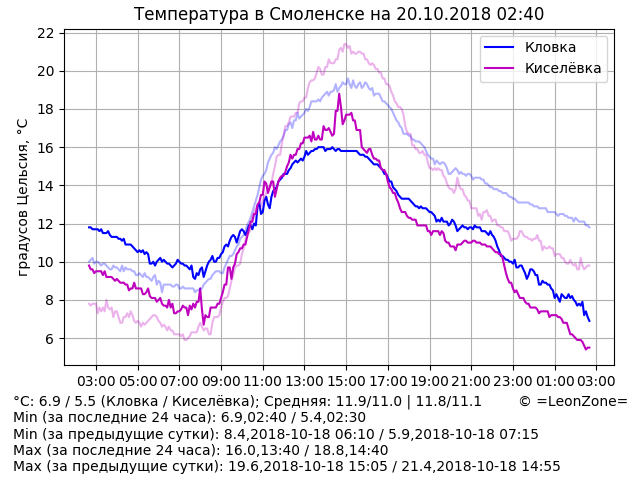 Температура в Смоленске на 20.10.2018 02:40
градусов Цельсия, °C
22
20
18
16
14
12
10
8
6
Кловка
Киселёвка
03:00 05:00 07:00 09:00 11:00 13:00 15:00 17:00 19:00 21:00 23:00 01:00 03:00
°C: 6.9 / 5.5 (Кловка / Киселёвка); Средняя: 11.9/11.0 | 11.8/11.1 © =LeonZone=
Min (за последние 24 часа): 6.9,02:40 / 5.4,02:30
Min (за предыдущие сутки): 8.4,2018-10-18 06:10 / 5.9,2018-10-18 07:15
Max (за последние 24 часа): 16.0,13:40 / 18.8,14:40
Max (за предыдущие сутки): 19.6,2018-10-18 15:05 / 21.4,2018-10-18 14:55